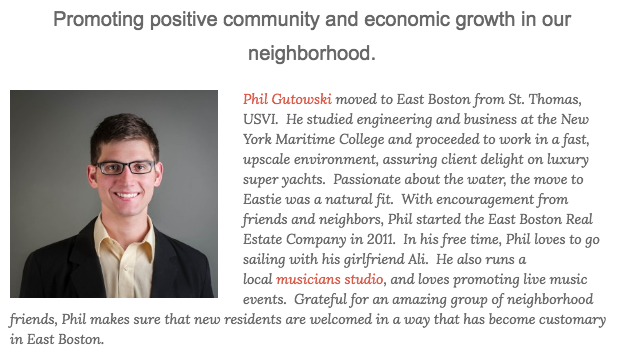 Promoting positive community and economic growth in our
neighborhood.
Phil Gutowski moved to East Boston from St. Thomas,
USVI.  He studied engineering and business at the New
York Maritime College and proceeded to work in a fast,
upscale environment, assuring client delight on luxury
super yachts.  Passionate about the water, the move to
Eastie was a natural fit.  With encouragement from
friends and neighbors, Phil started the East Boston Real
Estate Company in 2011.  In his free time, Phil loves to go
sailing with his girlfriend Ali.  He also runs a
local musicians studio, and loves promoting live music
events.  Grateful for an amazing group of neighborhood
friends, Phil makes sure that new residents are welcomed in a way that has become customary
in East Boston.